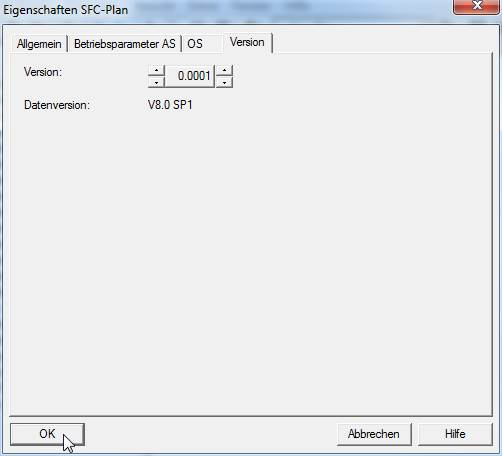 Eigenschaften SFC-Plan
Allgemein Betriebsparameter AS OS Version
Version: 0.0001
Datenversion: V8.0 SP1
OK Abbrechen Hilfe